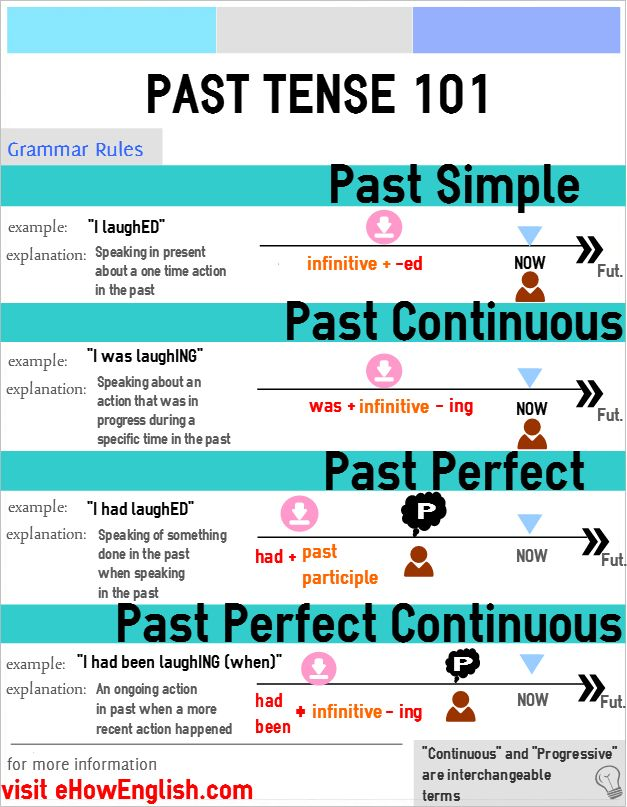 PAST TENSE 101
Grammar Rules
Past Simple
example: "I laughED"
explanation: Speaking in present
about a one time action
in the past
infinitive + -ed
NOW
Fut.
Past Continuous
example: "I was laughING"
explanation: Speaking about an
action that was in
progress during a
specific time in the past
was + infinitive - ing
NOW
Fut.
Past Perfect
example: "I had laughED"
explanation: Speaking of something
done in the past
when speaking
in the past
P
had + past
participle
NOW
Fut.
Past Perfect Continuous
example: "I had been laughING (when)"
explanation: An ongoing action
in past when a more
recent action happened
P
had
been + infinitive - ing
NOW
Fut.
for more information
visit eHowEnglish.com
"Continuous" and "Progressive"
are interchangeable
terms